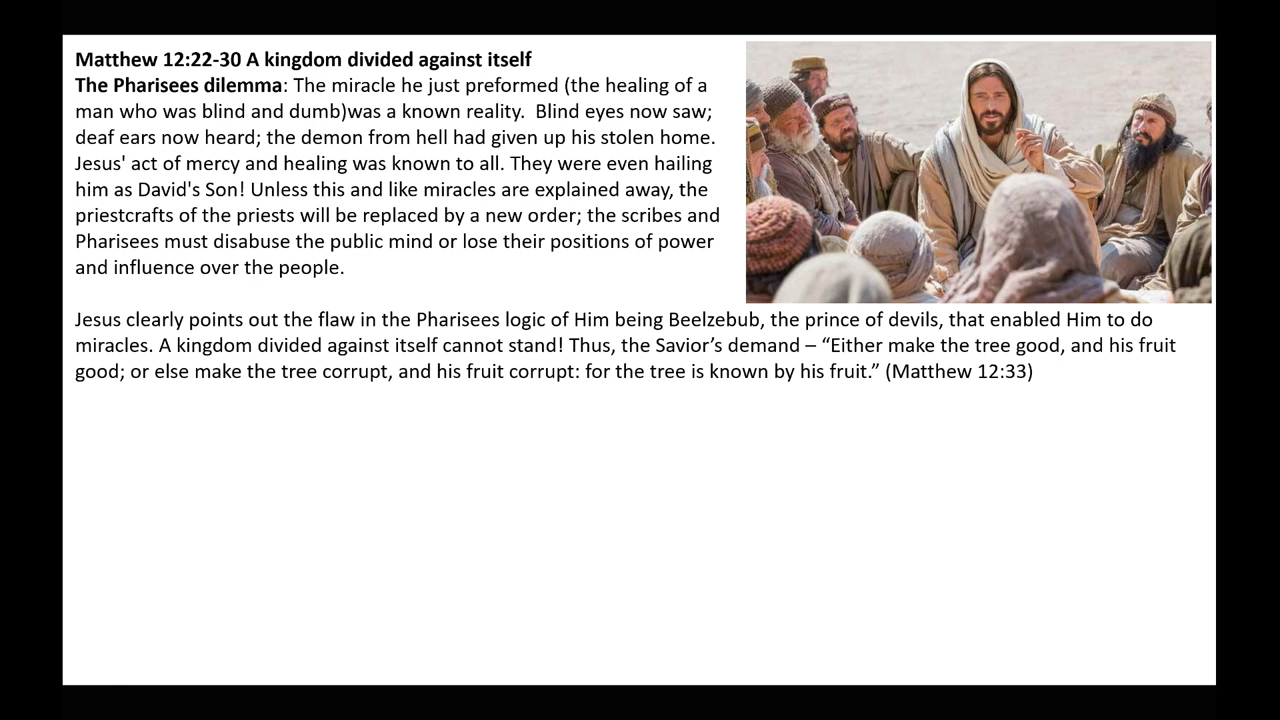 Matthew 12:22-30 A kingdom divided against itself
The Pharisees dilemma: The miracle he just preformed (the healing of a
man who was blind and dumb)was a known reality.  Blind eyes now saw;
deaf ears now heard; the demon from hell had given up his stolen home.
Jesus' act of mercy and healing was known to all. They were even hailing
him as David's Son! Unless this and like miracles are explained away, the
priestcrafts of the priests will be replaced by a new order; the scribes and
Pharisees must disabuse the public mind or lose their positions of power
and influence over the people.
Jesus clearly points out the flaw in the Pharisees logic of Him being Beelzebub, the prince of devils, that enabled Him to do
miracles. A kingdom divided against itself cannot stand! Thus, the Savior’s demand – “Either make the tree good, and his fruit
good; or else make the tree corrupt, and his fruit corrupt: for the tree is known by his fruit.” (Matthew 12:33)